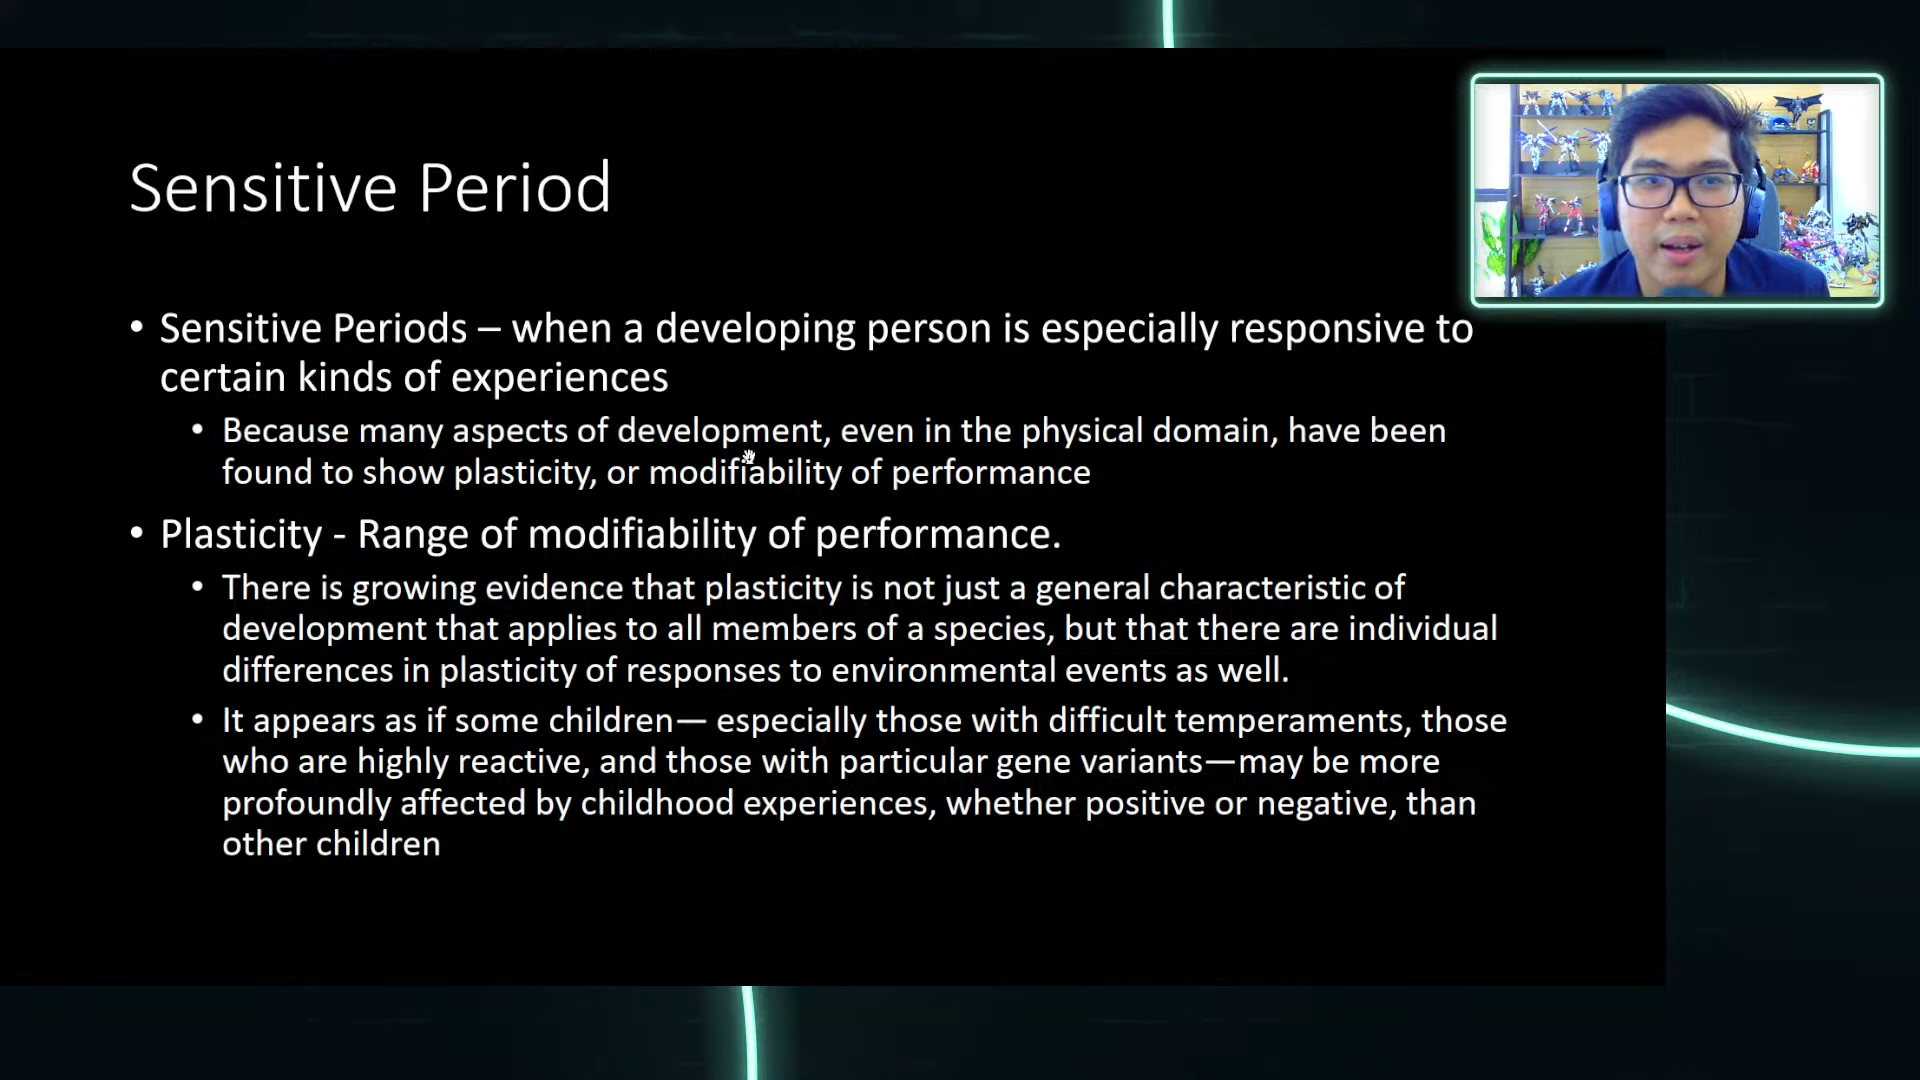 Sensitive Period
• Sensitive Periods – when a developing person is especially responsive to
certain kinds of experiences
• Because many aspects of development, even in the physical domain, have been
found to show plasticity, or modifiability of performance
• Plasticity - Range of modifiability of performance.
• There is growing evidence that plasticity is not just a general characteristic of
development that applies to all members of a species, but that there are individual
differences in plasticity of responses to environmental events as well.
• It appears as if some children— especially those with difficult temperaments, those
who are highly reactive, and those with particular gene variants—may be more
profoundly affected by childhood experiences, whether positive or negative, than
other children